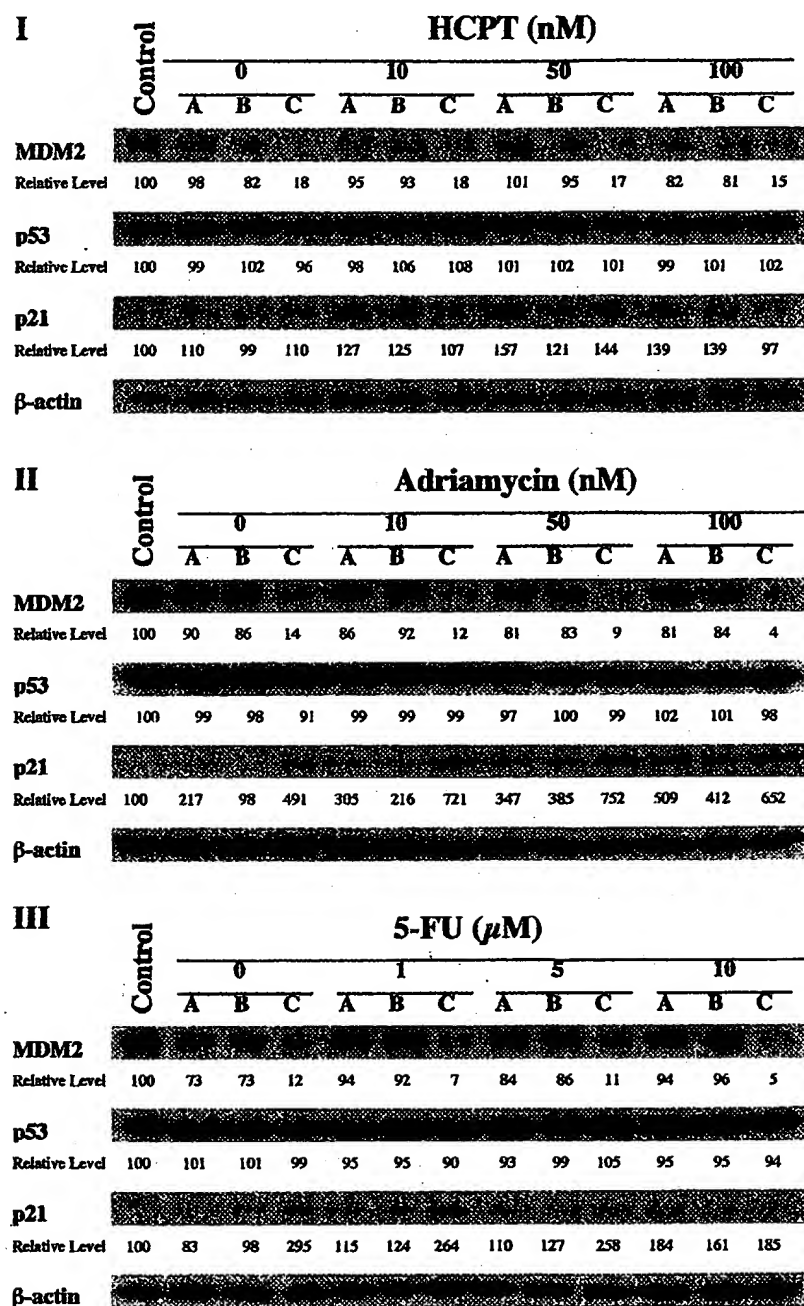 I
HCPT (nM)
Control
0 10 50 100
A B C A B C A B C A B C
MDM2
Relative Level 100 98 82 18 95 93 18 101 95 17 82 81 15
p53
Relative Level 100 99 102 96 98 106 108 101 102 101 99 101 102
p21
Relative Level 100 110 99 110 127 125 107 157 121 144 139 139 97
β-actin
II
Adriamycin (nM)
Control
0 10 50 100
A B C A B C A B C A B C
MDM2
Relative Level 100 90 86 14 86 92 12 81 83 9 81 84 4
p53
Relative Level 100 99 98 91 99 99 99 97 100 99 102 101 98
p21
Relative Level 100 217 98 491 305 216 721 347 385 752 509 412 652
β-actin
III
5-FU (μM)
Control
0 1 5 10
A B C A B C A B C A B C
MDM2
Relative Level 100 73 73 12 94 92 7 84 86 11 94 96 5
p53
Relative Level 100 101 101 99 95 95 90 93 99 105 95 95 94
p21
Relative Level 100 83 98 295 115 124 264 110 127 258 184 161 185
β-actin